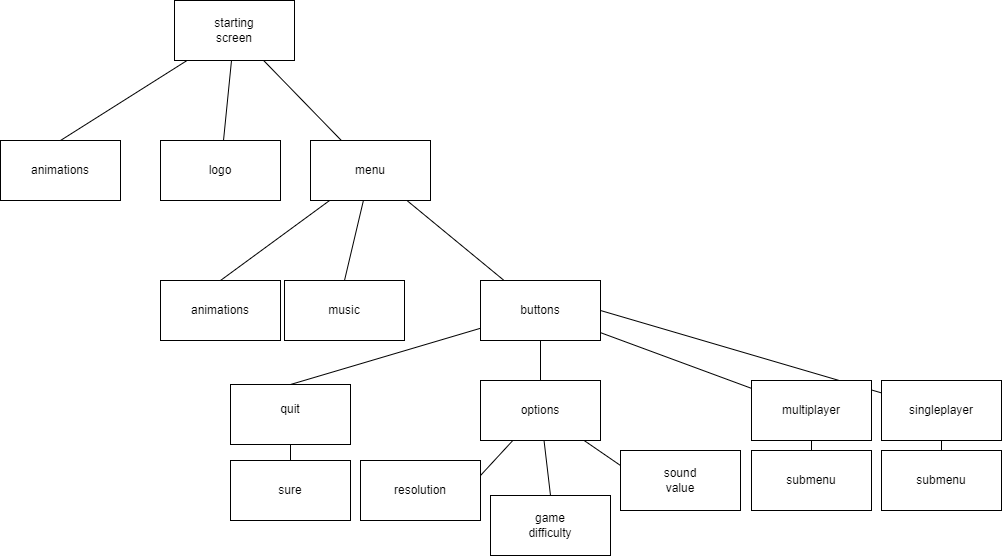 starting
screen
animations
logo
menu
animations
music
buttons
quit
options
multiplayer
singleplayer
sure
resolution
game
difficulty
sound
value
submenu
submenu